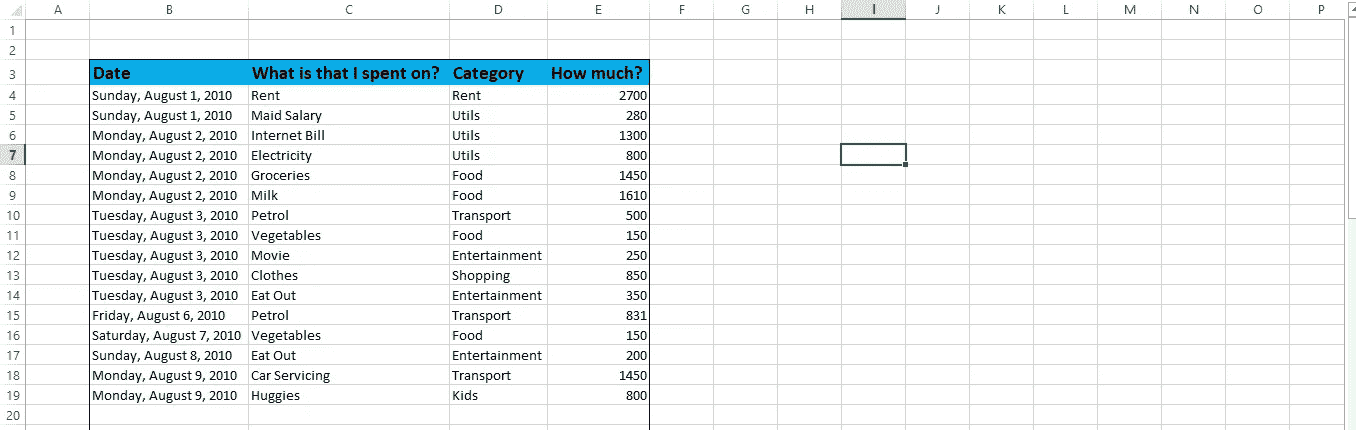 A B C D E F G H I J K L M N O P
1
2
3 Date What is that I spent on? Category How much?
4 Sunday, August 1, 2010 Rent Rent 2700
5 Sunday, August 1, 2010 Maid Salary Utils 280
6 Monday, August 2, 2010 Internet Bill Utils 1300
7 Monday, August 2, 2010 Electricity Utils 800
8 Monday, August 2, 2010 Groceries Food 1450
9 Monday, August 2, 2010 Milk Food 1610
10 Tuesday, August 3, 2010 Petrol Transport 500
11 Tuesday, August 3, 2010 Vegetables Food 150
12 Tuesday, August 3, 2010 Movie Entertainment 250
13 Tuesday, August 3, 2010 Clothes Shopping 850
14 Tuesday, August 3, 2010 Eat Out Entertainment 350
15 Friday, August 6, 2010 Petrol Transport 831
16 Saturday, August 7, 2010 Vegetables Food 150
17 Sunday, August 8, 2010 Eat Out Entertainment 200
18 Monday, August 9, 2010 Car Servicing Transport 1450
19 Monday, August 9, 2010 Huggies Kids 800
20